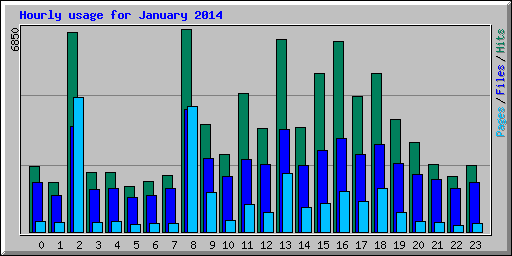 Hourly usage for January 2014
6850
Pages / Files / Hits
0 1 2 3 4 5 6 7 8 9 10 11 12 13 14 15 16 17 18 19 20 21 22 23